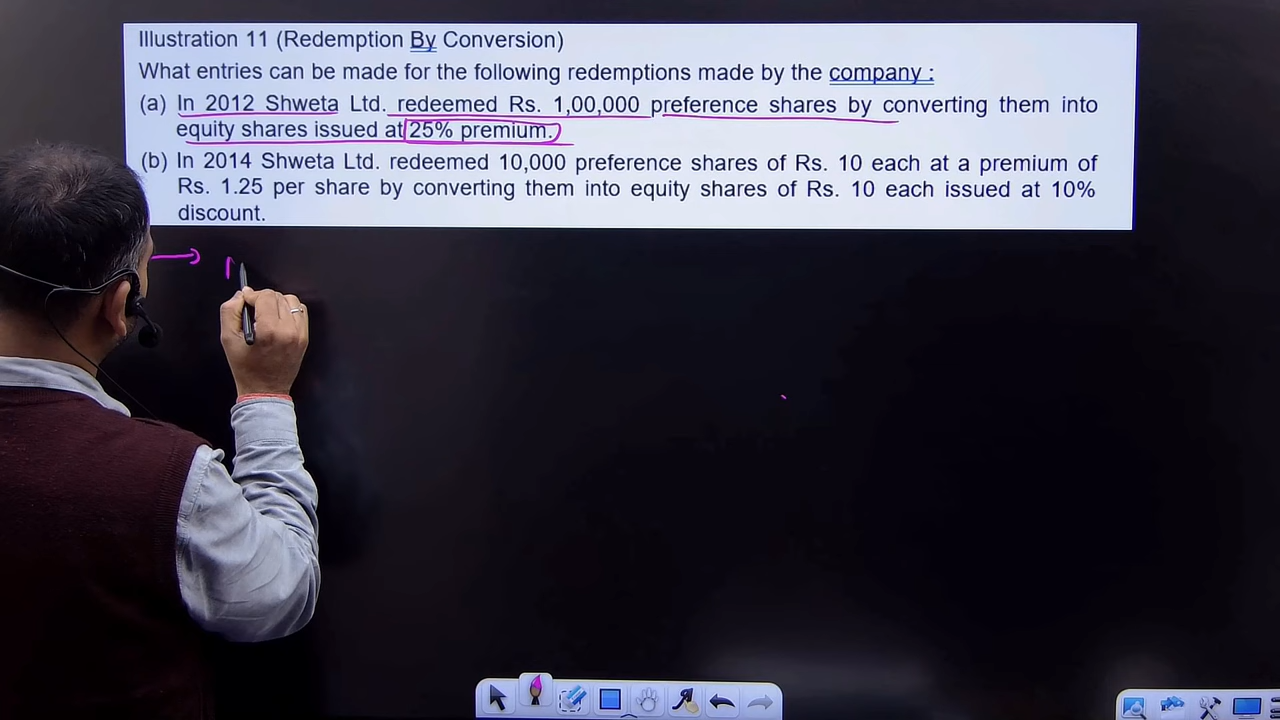 Illustration 11 (Redemption By Conversion)
What entries can be made for the following redemptions made by the company :
(a) In 2012 Shweta Ltd. redeemed Rs. 1,00,000 preference shares by converting them into
equity shares issued at 25% premium.
(b) In 2014 Shweta Ltd. redeemed 10,000 preference shares of Rs. 10 each at a premium of
Rs. 1.25 per share by converting them into equity shares of Rs. 10 each issued at 10%
discount.